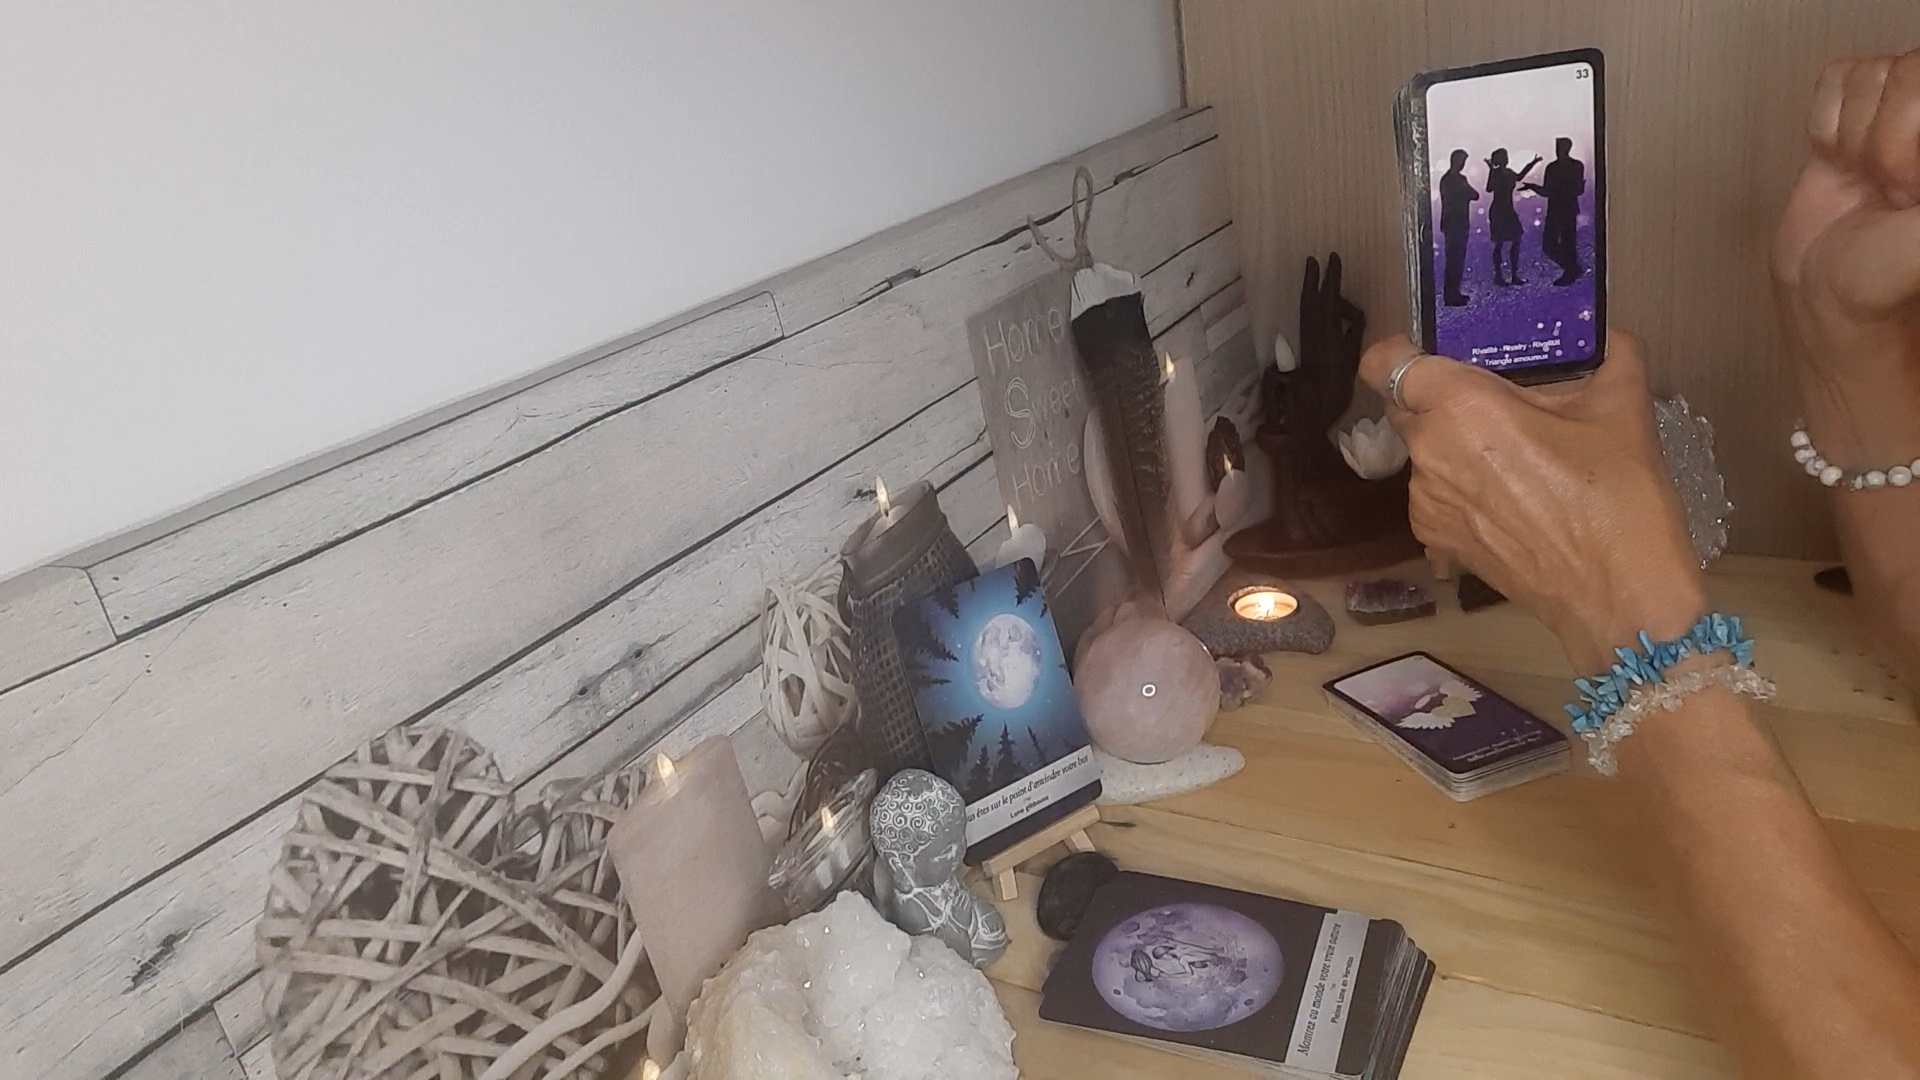 33
Rivalité - Rivalry - Rivalität
Triangle amoureux
Home
Sweet
Home
êtes sur le point d'atteindre votre but
Lune gibbeuse
Montrez au monde votre vraie nature
Pleine Lune en Verseau